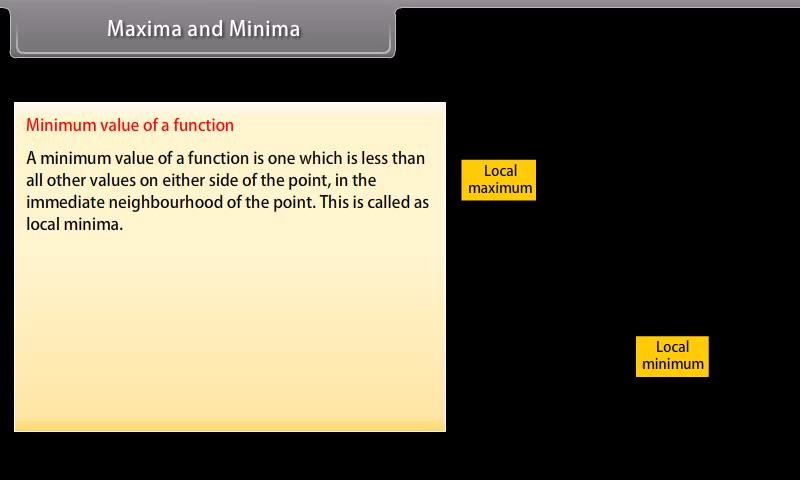 Maxima and Minima
Minimum value of a function
A minimum value of a function is one which is less than
all other values on either side of the point, in the
immediate neighbourhood of the point. This is called as
local minima.
Local
maximum
Local
minimum